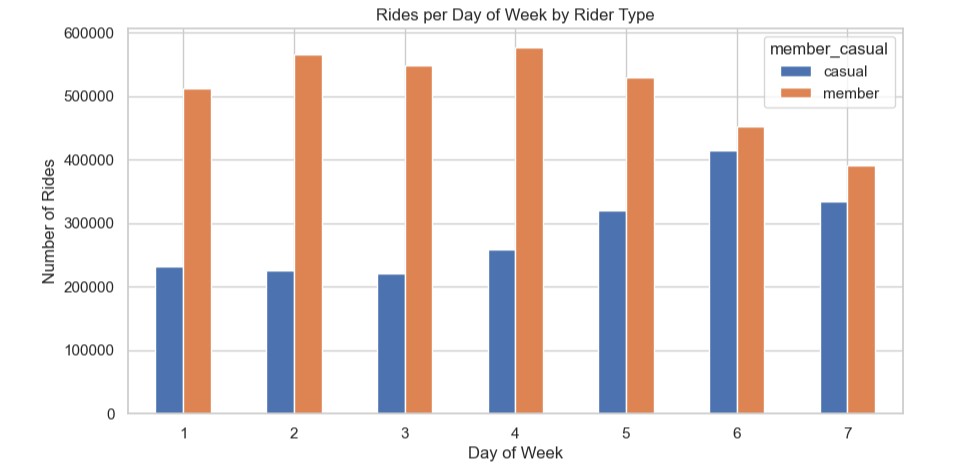 Rides per Day of Week by Rider Type
600000
500000
400000
300000
200000
100000
0
Number of Rides
member_casual
casual
member
1 2 3 4 5 6 7
Day of Week